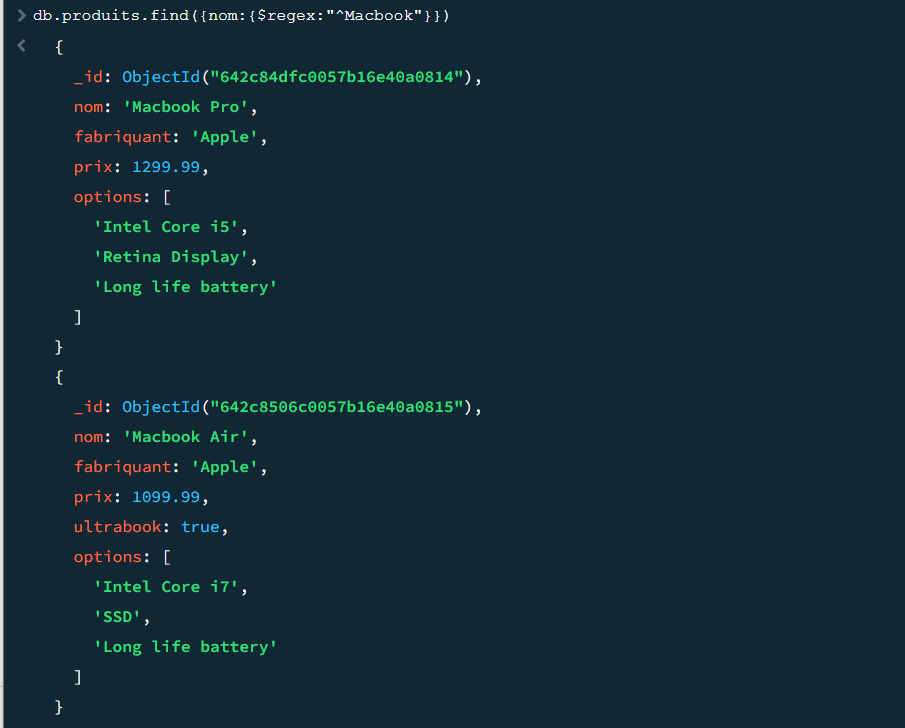 db.produits.find({nom:{$regex:"^Macbook"}})
{
_id: ObjectId("642c84dfc0057b16e40a0814"),
nom: 'Macbook Pro',
fabriquant: 'Apple',
prix: 1299.99,
options: [
'Intel Core i5',
'Retina Display',
'Long life battery'
]
}
{
_id: ObjectId("642c8506c0057b16e40a0815"),
nom: 'Macbook Air',
fabriquant: 'Apple',
prix: 1099.99,
ultrabook: true,
options: [
'Intel Core i7',
'SSD',
'Long life battery'
]
}